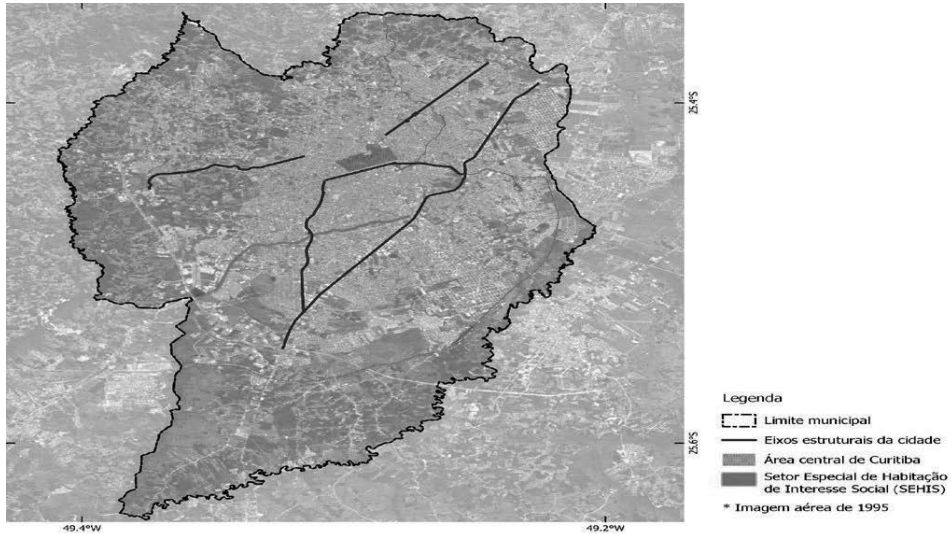 25.4°S
25.6°S
49.4°W
49.2°W
Legenda
Limite municipal
Eixos estruturais da cidade
Área central de Curitiba
Setor Especial de Habitação
de Interesse Social (SEHIS)
* Imagem aérea de 1995